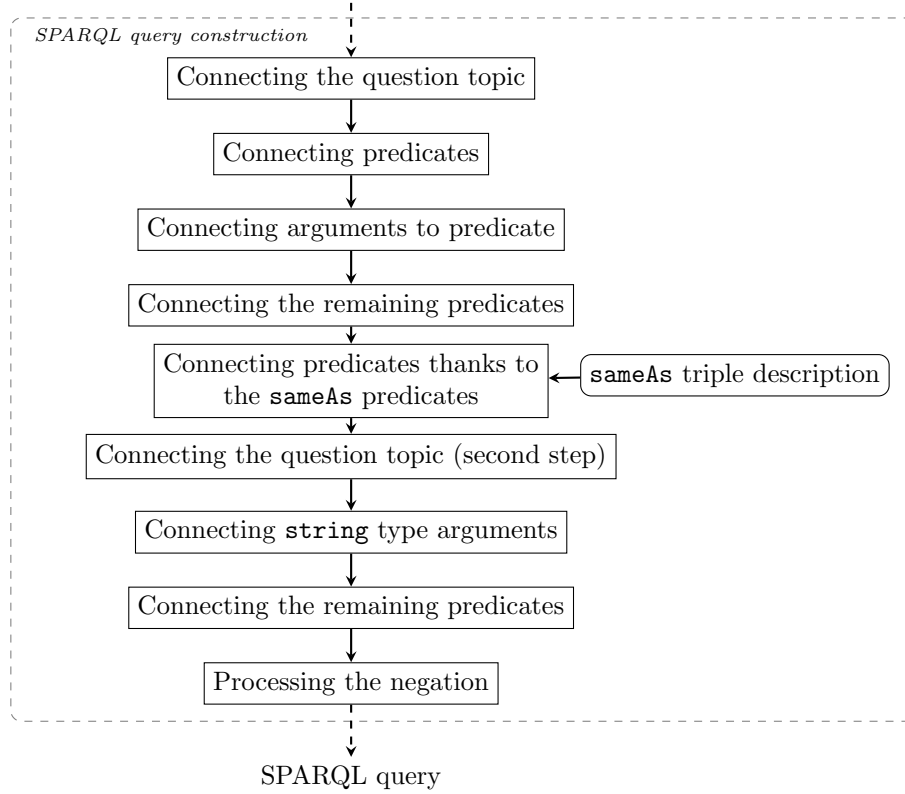 SPARQL query construction
Connecting the question topic
Connecting predicates
Connecting arguments to predicate
Connecting the remaining predicates
Connecting predicates thanks to
the sameAs predicates
sameAs triple description
Connecting the question topic (second step)
Connecting string type arguments
Connecting the remaining predicates
Processing the negation
SPARQL query